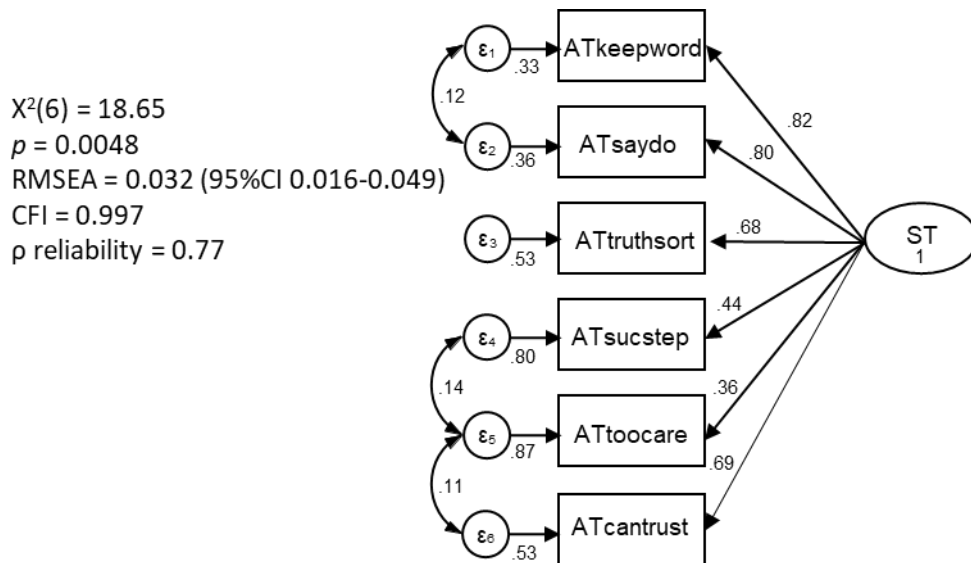 X²(6) = 18.65
p = 0.0048
RMSEA = 0.032 (95%CI 0.016-0.049)
CFI = 0.997
ρ reliability = 0.77
ε₁
.33
ATkeepword
.82
.12
ε₂
.36
ATsaydo
.80
ε₃
.53
ATtruthsort
.68
ST
1
ε₄
.80
ATsucstep
.44
.14
ε₅
.87
ATtoocare
.36
.11
.69
ε₆
.53
ATcantrust